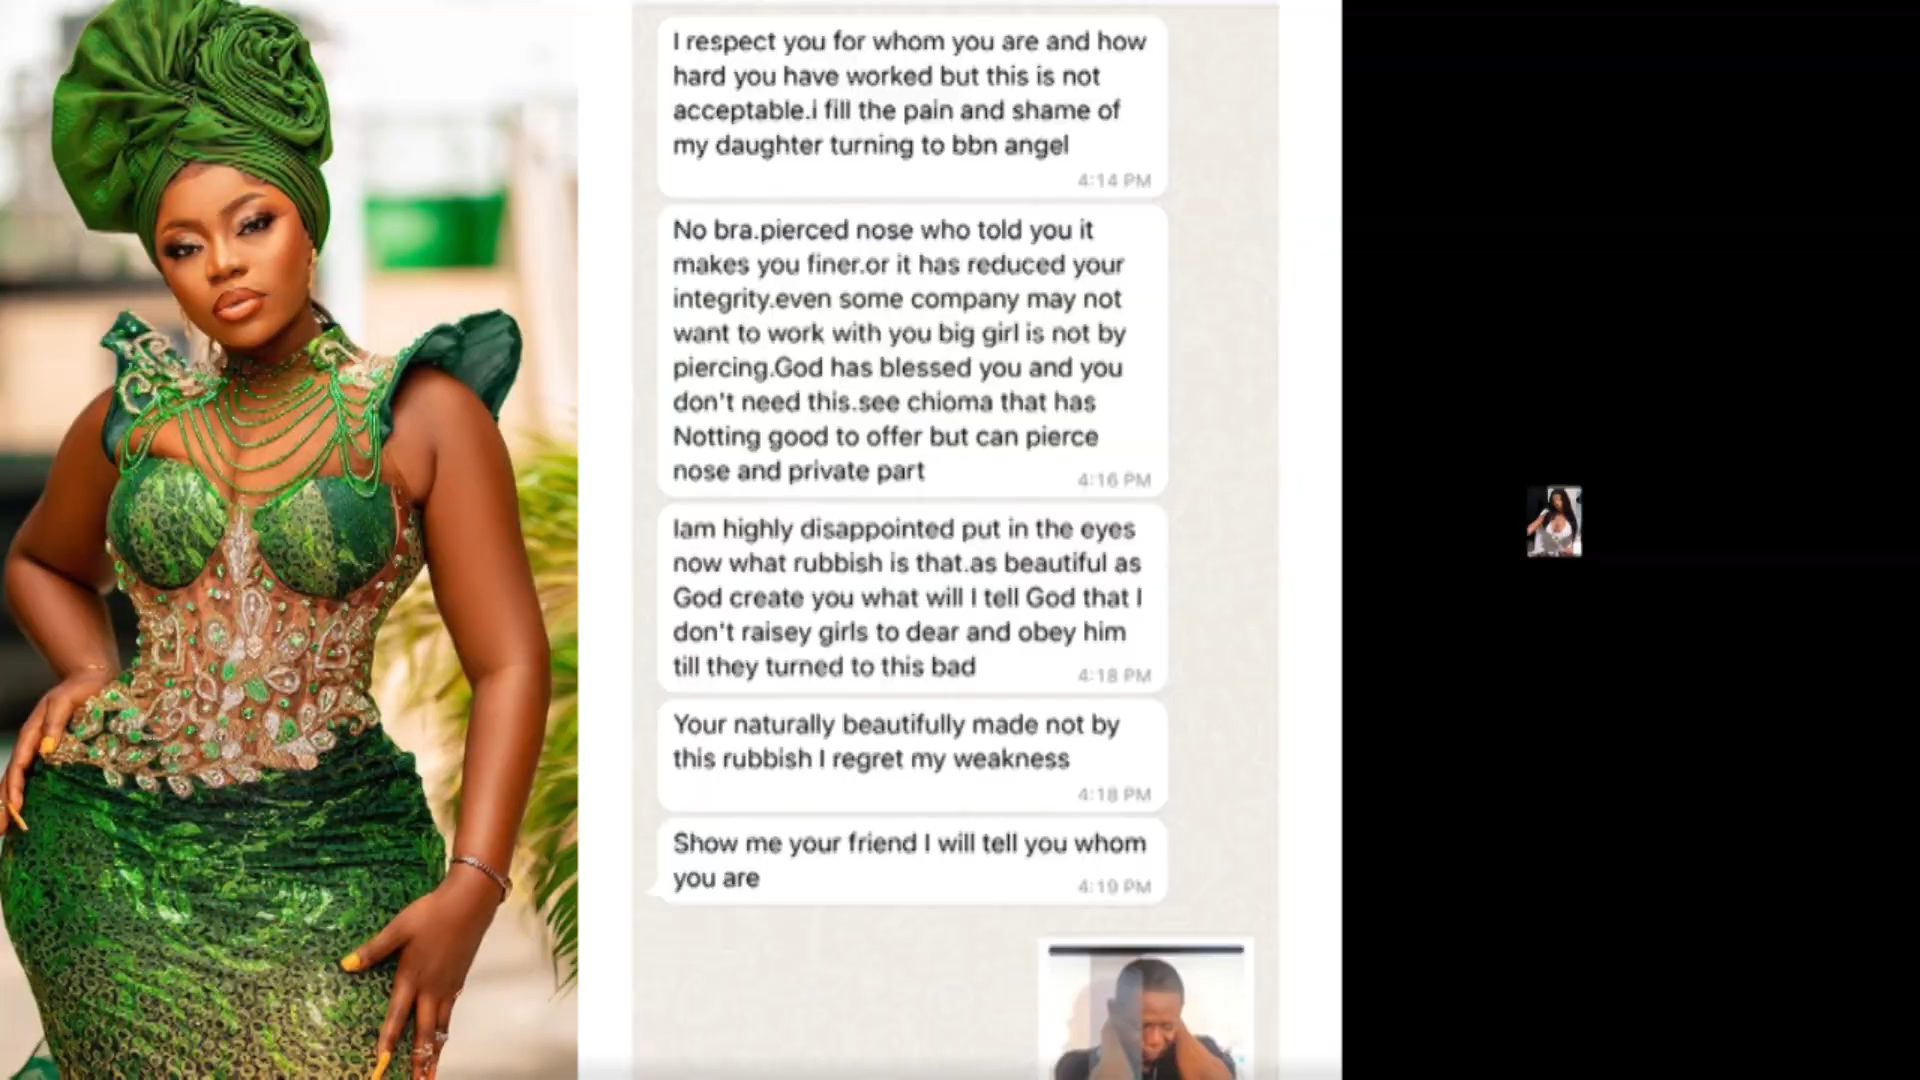 I respect you for whom you are and how
hard you have worked but this is not
acceptable.i fill the pain and shame of
my daughter turning to bbn angel
4:14 PM
No bra.pierced nose who told you it
makes you finer.or it has reduced your
integrity.even some company may not
want to work with you big girl is not by
piercing.God has blessed you and you
don't need this.see chioma that has
Notting good to offer but can pierce
nose and private part
4:16 PM
Iam highly disappointed put in the eyes
now what rubbish is that.as beautiful as
God create you what will I tell God that I
don't raisey girls to dear and obey him
till they turned to this bad
4:18 PM
Your naturally beautifully made not by
this rubbish I regret my weakness
4:18 PM
Show me your friend I will tell you whom
you are
4:19 PM